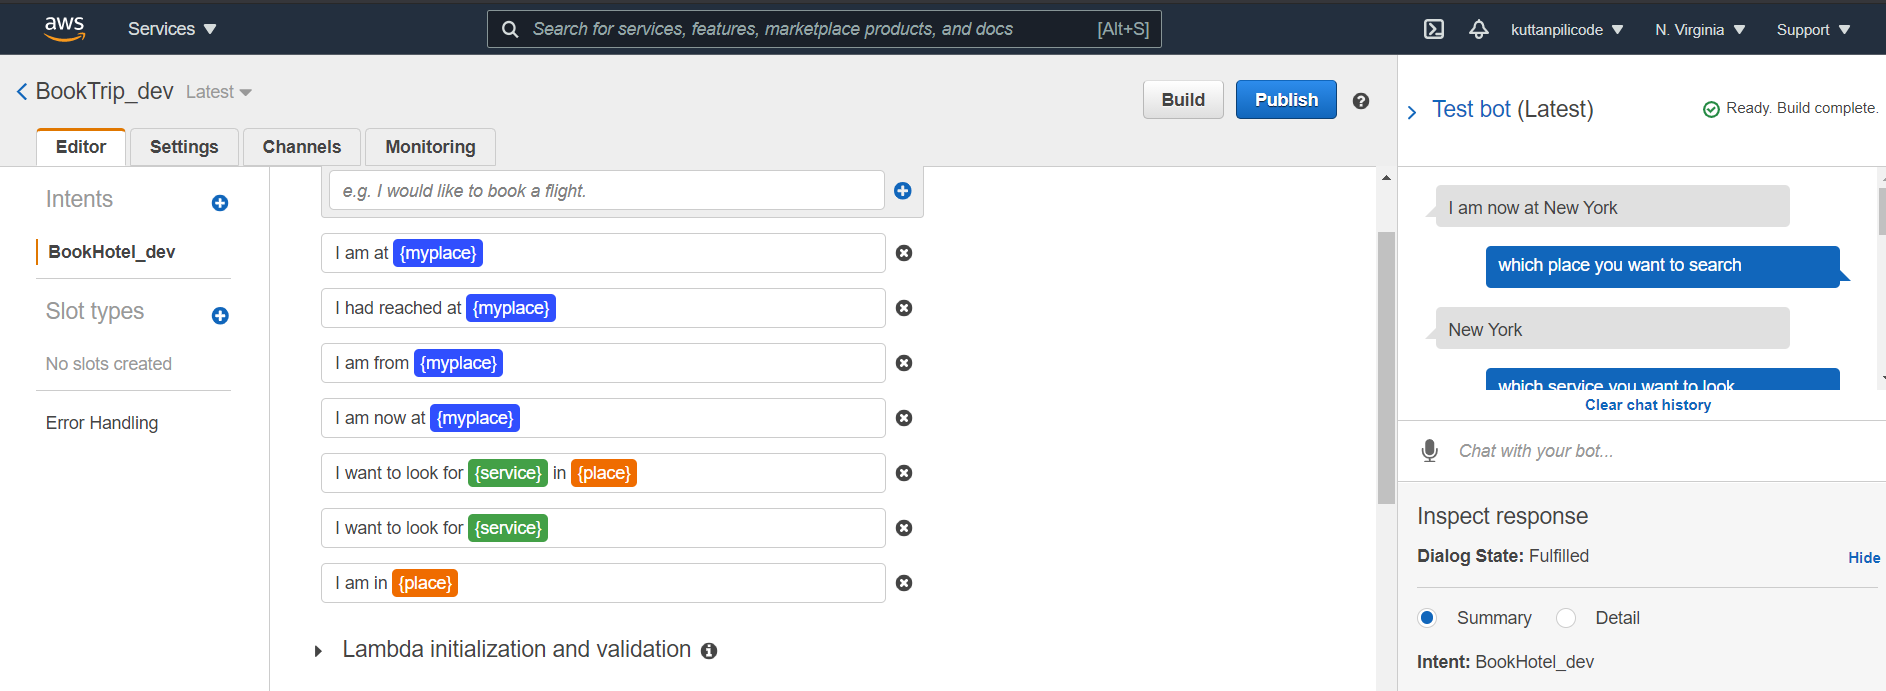 aws Services Search for services, features, marketplace products, and docs [Alt+S] kuttanpilicode N. Virginia Support
BookTrip_dev Latest
Build Publish
Editor Settings Channels Monitoring
Intents
BookHotel_dev
Slot types
No slots created
Error Handling
e.g. I would like to book a flight.
I am at {myplace}
I had reached at {myplace}
I am from {myplace}
I am now at {myplace}
I want to look for {service} in {place}
I want to look for {service}
I am in {place}
Lambda initialization and validation
Test bot (Latest) Ready. Build complete.
I am now at New York
which place you want to search
New York
which service you want to look
Clear chat history
Chat with your bot...
Inspect response
Dialog State: Fulfilled Hide
Summary Detail
Intent: BookHotel_dev